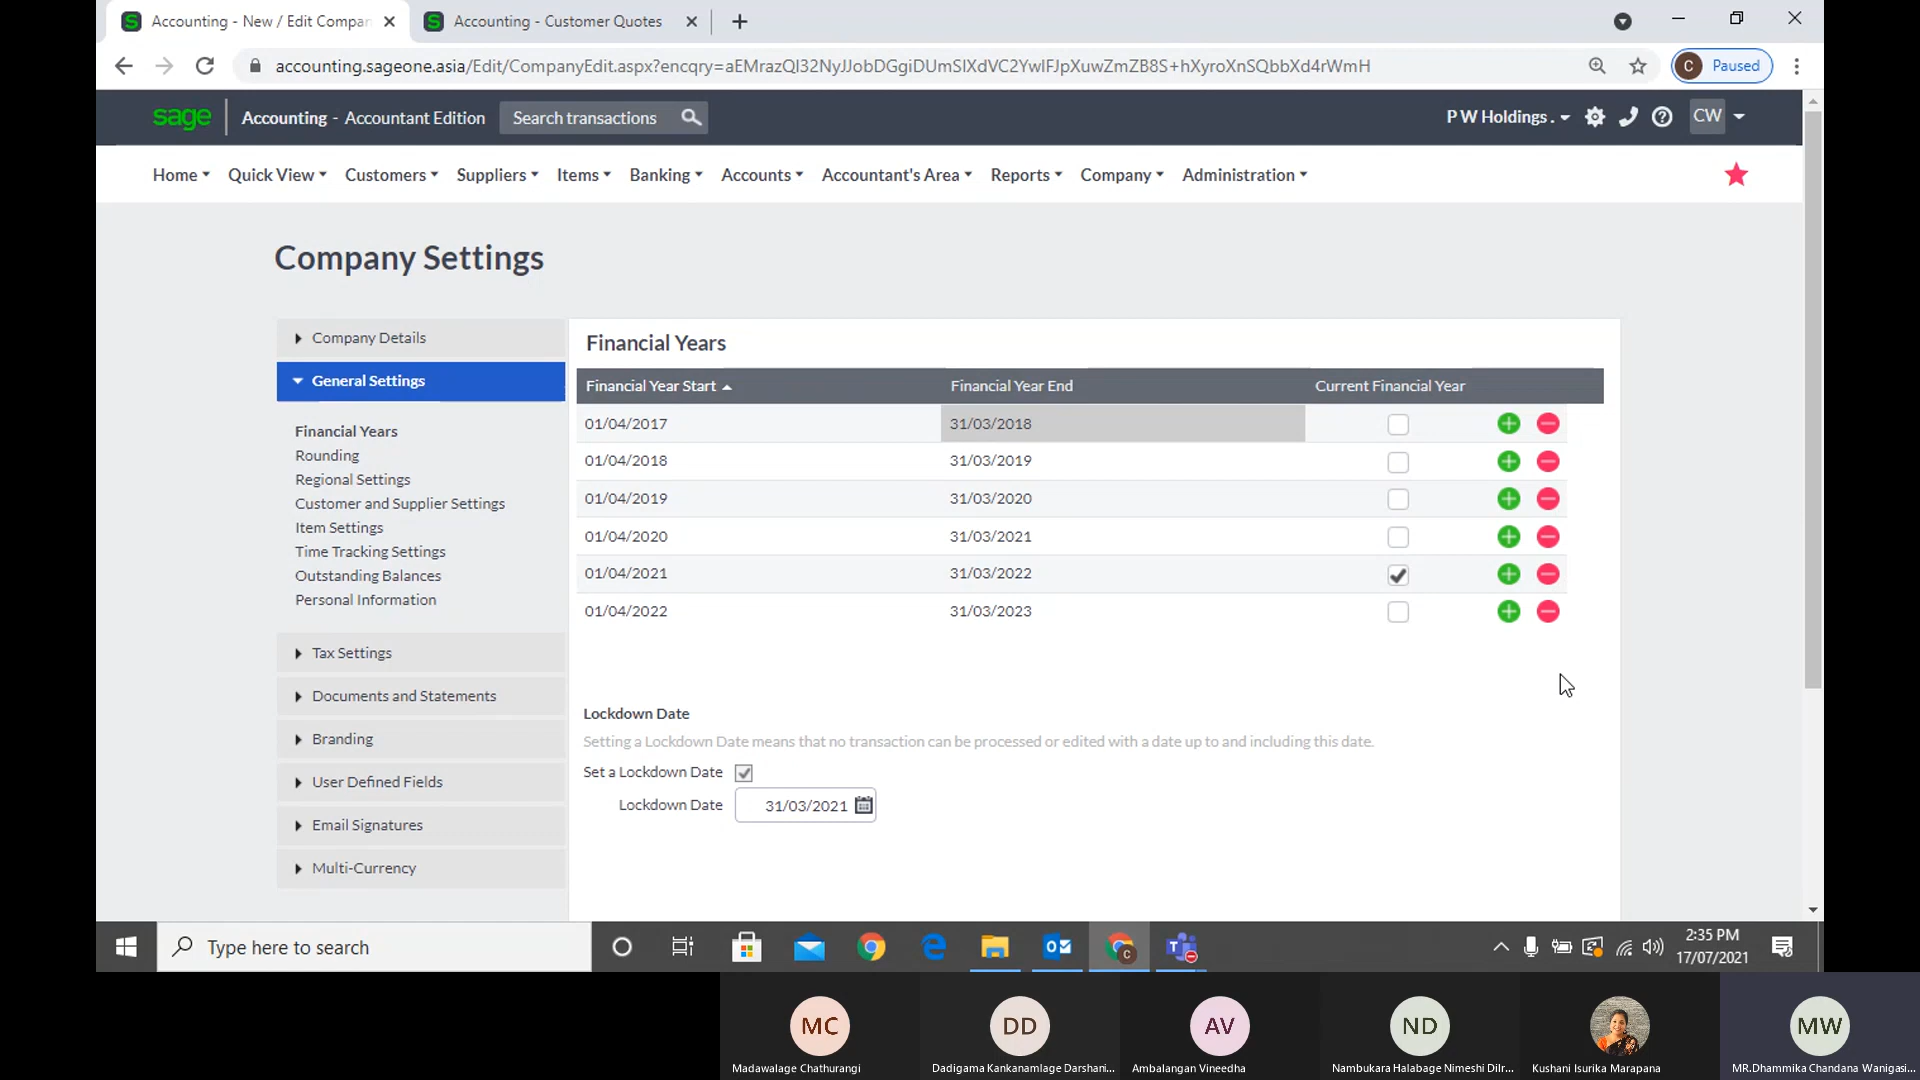 Accounting - New / Edit Compan
Accounting - Customer Quotes
accounting.sageone.asia/Edit/CompanyEdit.aspx?encqry=aEMrazQI32NyJJobDGgiDUmSIXdVC2YwIFJpXuwZmZB8S+hXyroXnSQbbXd4rWmH
C Paused
sage Accounting - Accountant Edition Search transactions P W Holdings . CW
Home Quick View Customers Suppliers Items Banking Accounts Accountant's Area Reports Company Administration
Company Settings
Company Details
General Settings
Financial Years
Rounding
Regional Settings
Customer and Supplier Settings
Item Settings
Time Tracking Settings
Outstanding Balances
Personal Information
Tax Settings
Documents and Statements
Branding
User Defined Fields
Email Signatures
Multi-Currency
Financial Years
Financial Year Start Financial Year End Current Financial Year
01/04/2017 31/03/2018
01/04/2018 31/03/2019
01/04/2019 31/03/2020
01/04/2020 31/03/2021
01/04/2021 31/03/2022
01/04/2022 31/03/2023
Lockdown Date
Setting a Lockdown Date means that no transaction can be processed or edited with a date up to and including this date.
Set a Lockdown Date
Lockdown Date 31/03/2021
Type here to search
2:35 PM
17/07/2021
MC DD AV ND MW
Madawalage Chathurangi Dadigama Kankanamlage Darshani... Ambalangan Vineedha Nambukara Halabage Nimeshi Dilr... Kushani Isurika Marapana MR.Dhammika Chandana Wanigasi...